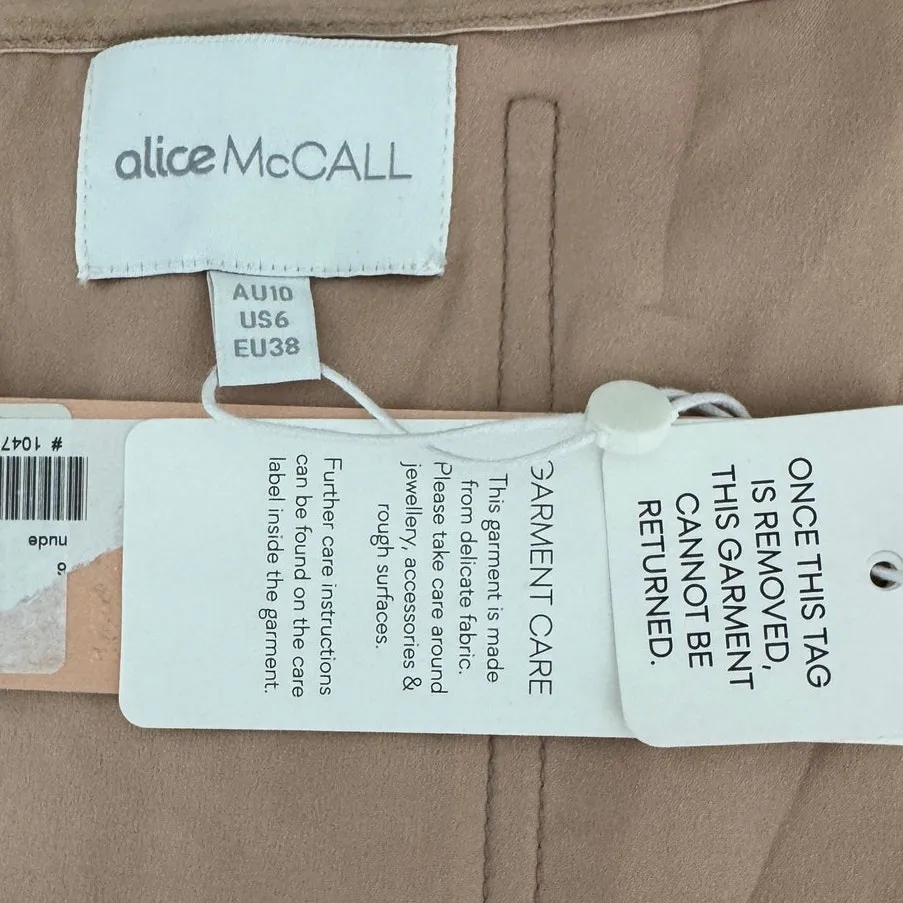 alice McCALL
AU10
US6
EU38
# 1047
nude
GARMENT CARE
This garment is made
from delicate fabric.
Please take care around
jewellery, accessories &
rough surfaces.
Further care instructions
can be found on the care
label inside the garment.
ONCE THIS TAG
IS REMOVED,
THIS GARMENT
CANNOT BE
RETURNED.